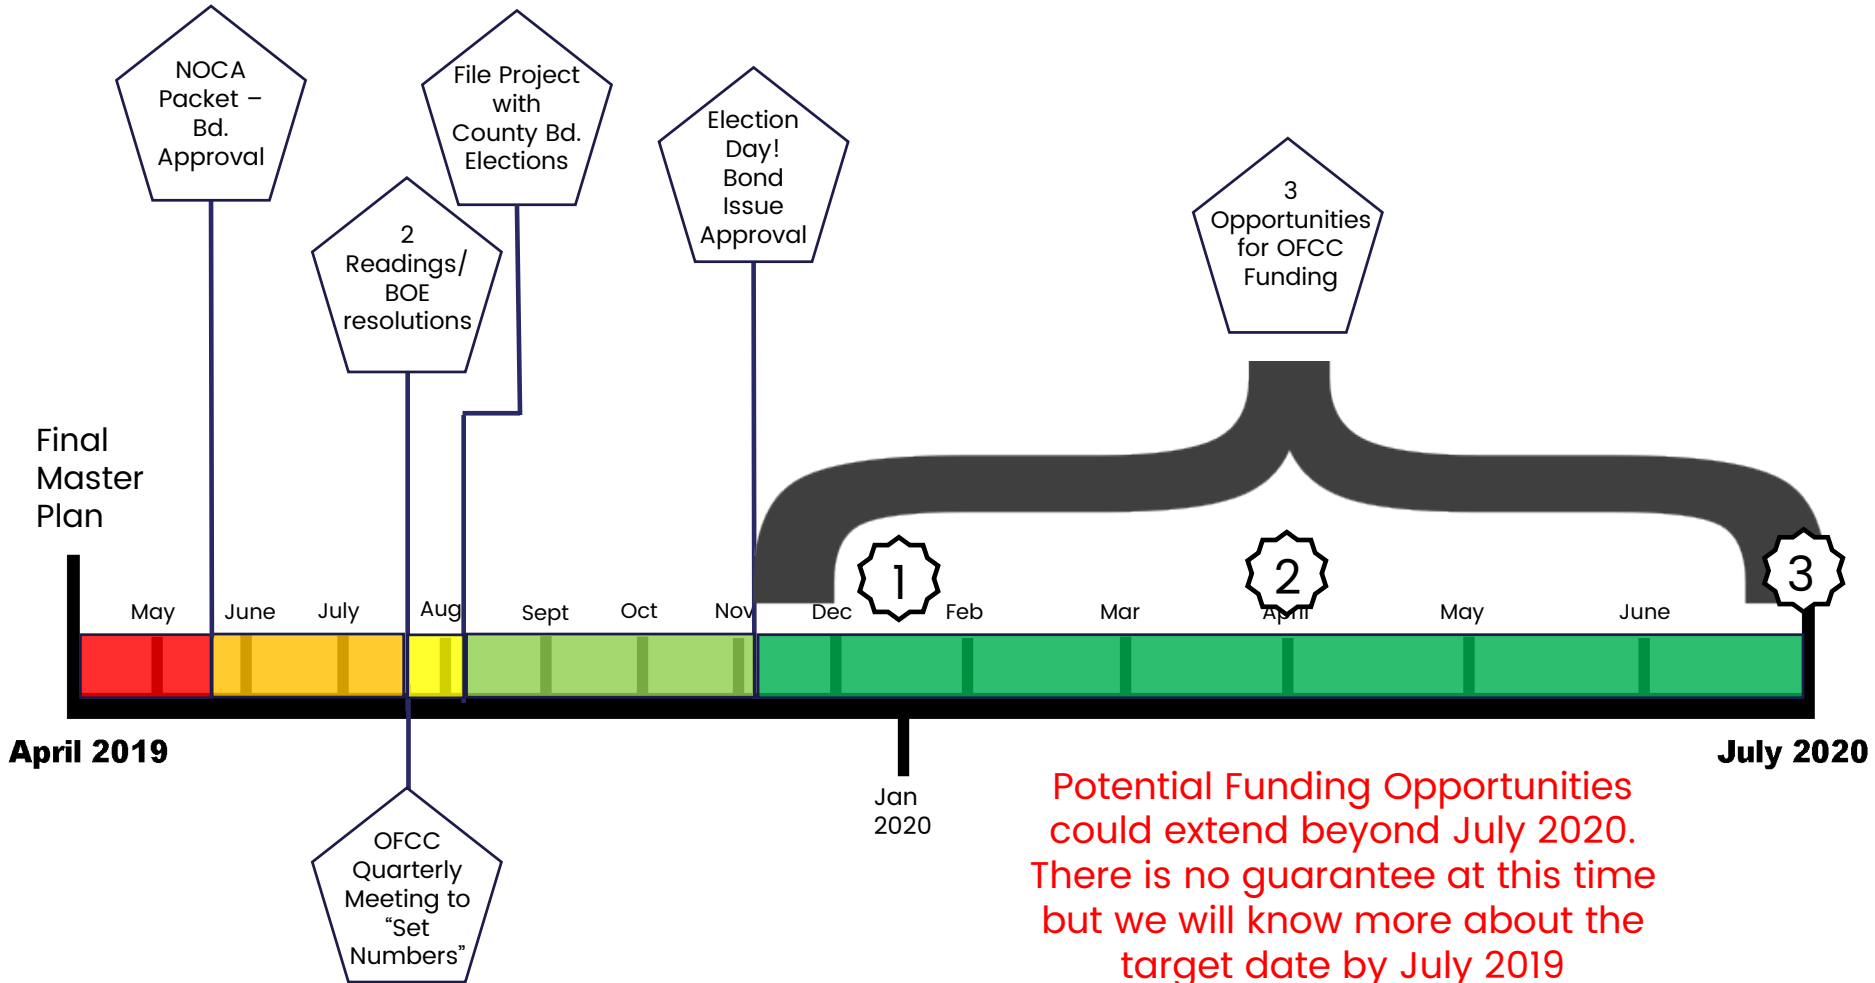 NOCA
Packet –
Bd.
Approval
File Project
with
County Bd.
Elections
2
Readings/
BOE
resolutions
Election
Day!
Bond
Issue
Approval
3
Opportunities
for OFCC
Funding
Final
Master
Plan
1
2
3
May
June
July
Aug
Sept
Oct
Nov
Dec
Feb
Mar
April
May
June
April 2019
July 2020
Jan
2020
OFCC
Quarterly
Meeting to
“Set
Numbers”
Potential Funding Opportunities
could extend beyond July 2020.
There is no guarantee at this time
but we will know more about the
target date by July 2019